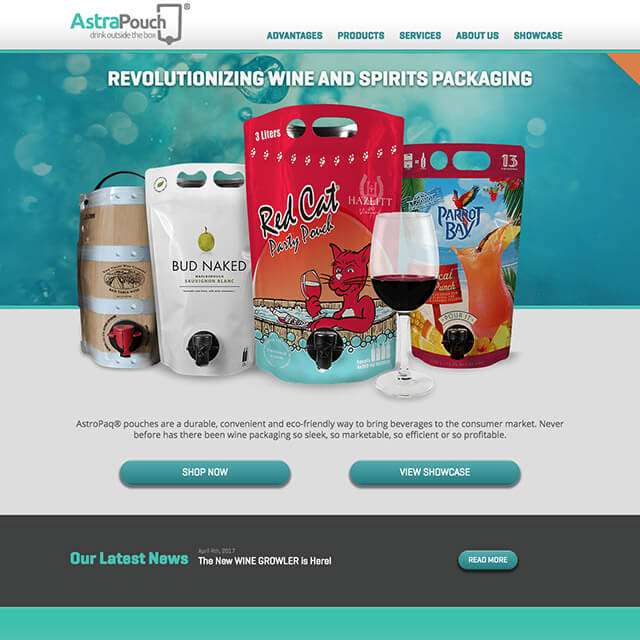 AstraPouch®
drink outside the box
ADVANTAGES PRODUCTS SERVICES ABOUT US SHOWCASE
REVOLUTIONIZING WINE AND SPIRITS PACKAGING
3 Liters
Red Cat
Party Pouch
HAZLITT
BUD NAKED
MARLBOROUGH
SAUVIGNON BLANC
13
PARROT
BAY
Punch
POUR IT!
AstroPaq® pouches are a durable, convenient and eco-friendly way to bring beverages to the consumer market. Never
before has there been wine packaging so sleek, so marketable, so efficient or so profitable.
SHOP NOW
VIEW SHOWCASE
Our Latest News
April 4th, 2017
The New WINE GROWLER is Here!
READ MORE